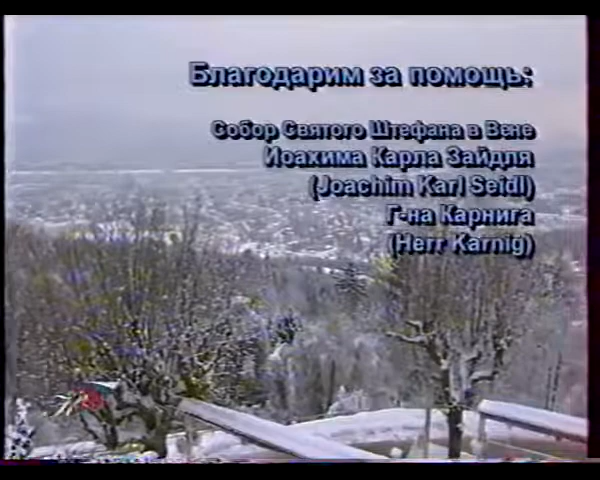 Благодарим за помощь:
Собор Святого Штефана в Вене
Иоахима Карла Зайдля
(Joachim Karl Seidl)
Г-на Карнига
(Herr Karnig)